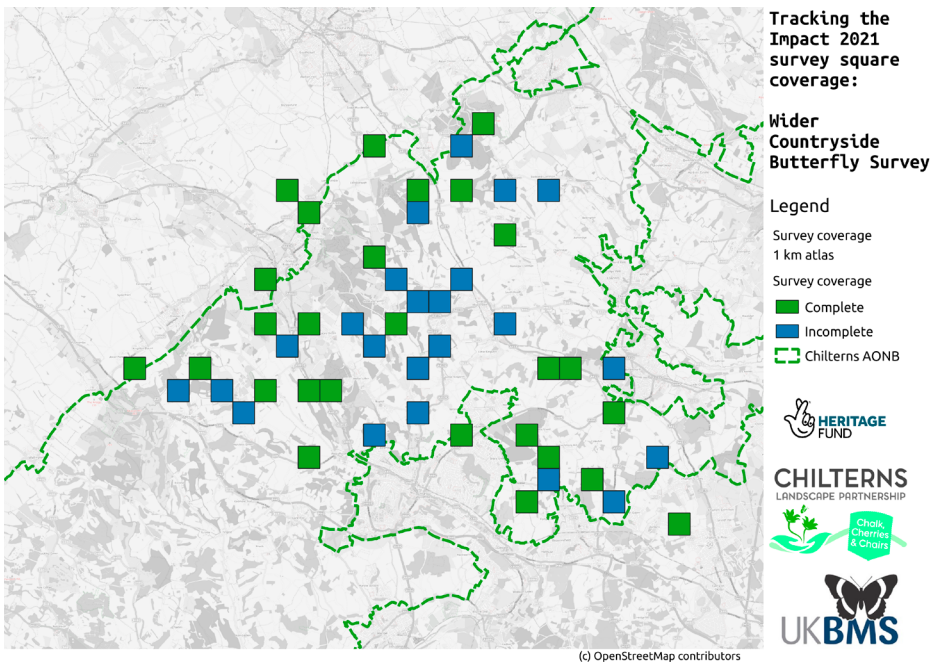 Tracking the
Impact 2021
survey square
coverage:
Wider
Countryside
Butterfly Survey
Legend
Survey coverage
1 km atlas
Survey coverage
Complete
Incomplete
Chilterns AONB
HERITAGE
FUND
CHILTERNS
LANDSCAPE PARTNERSHIP
Chalk,
Cherries
& Chairs
UKBMS
(c) OpenStreetMap contributors